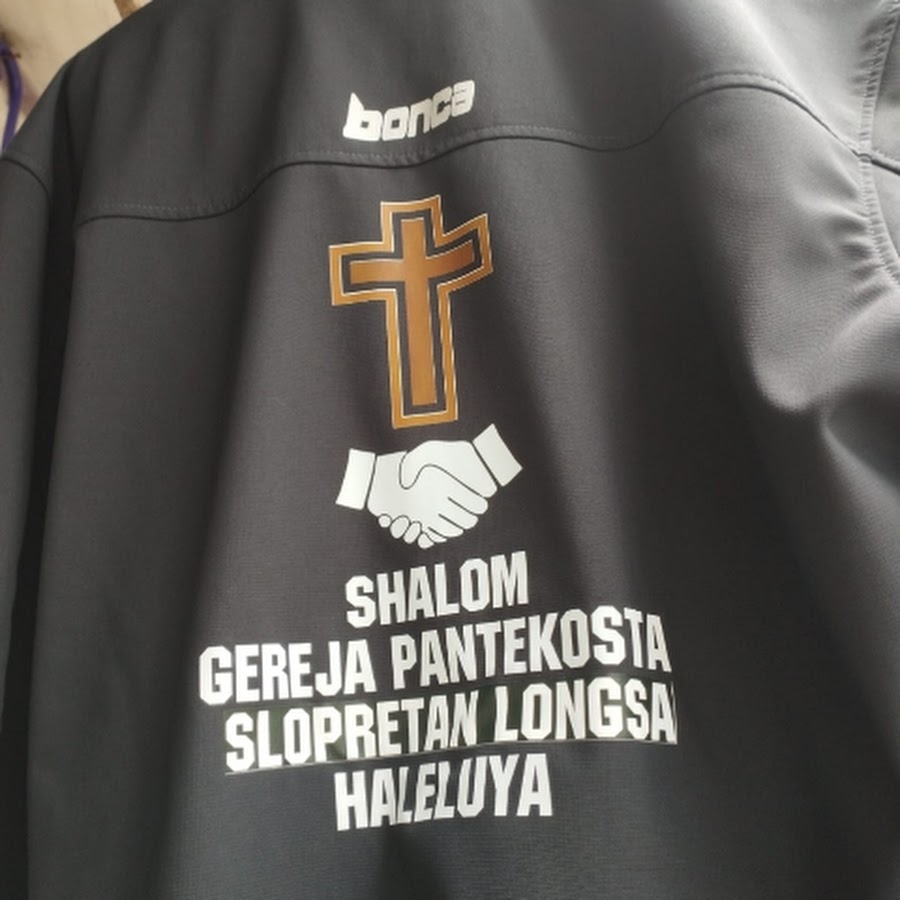 bonca
SHALOM
GEREJA PANTEKOSTA
SLOPRETAN LONGSA
HALELUYA